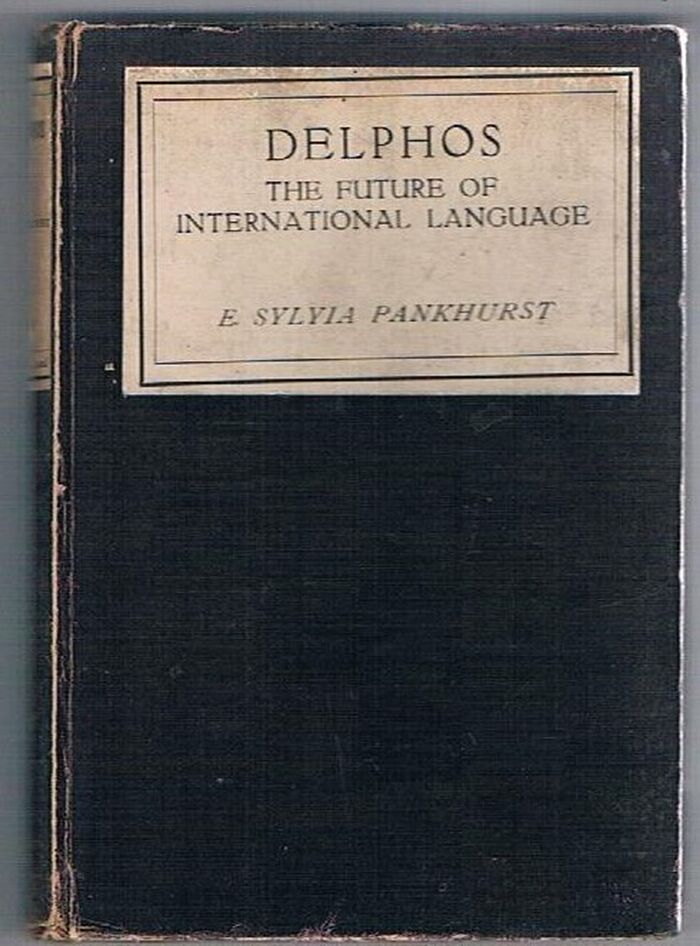 DELPHOS
THE FUTURE OF
INTERNATIONAL LANGUAGE
E. SYLVIA PANKHURST